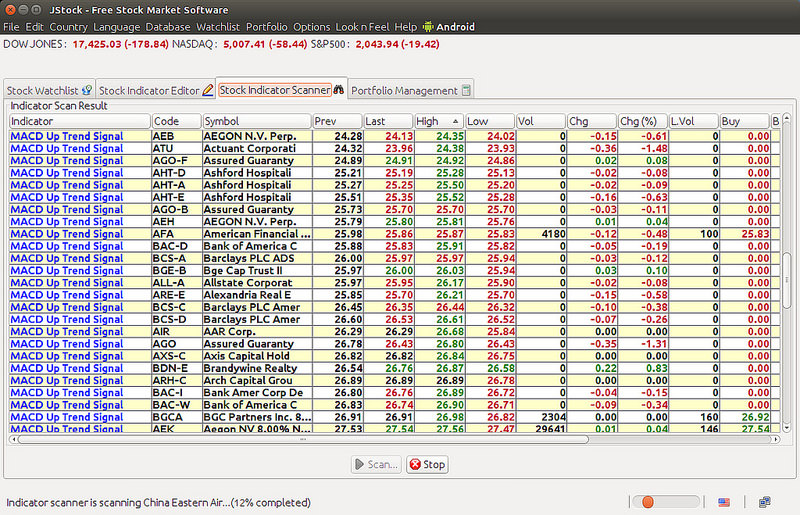 JStock - Free Stock Market Software
File Edit Country Language Database Watchlist Portfolio Options Look n Feel Help Android
DOW JONES : 17,425.03 (-178.84) NASDAQ : 5,007.41 (-58.44) S&P500 : 2,043.94 (-19.42)
Stock Watchlist Stock Indicator Editor Stock Indicator Scanner Portfolio Management
Indicator Scan Result
Indicator Code Symbol Prev Last High Low Vol Chg Chg (%) L.Vol Buy B
MACD Up Trend Signal AEB AEGON N.V. Perp. 24.28 24.13 24.35 24.02 0 -0.15 -0.61 0 0.00
MACD Up Trend Signal ATU Actuant Corporati 24.32 23.96 24.38 23.93 0 -0.36 -1.48 0 0.00
MACD Up Trend Signal AGO-F Assured Guaranty 24.89 24.91 24.92 24.86 0 0.02 0.08 0 0.00
MACD Up Trend Signal AHT-D Ashford Hospitali 25.21 25.19 25.28 25.13 0 -0.02 -0.08 0 0.00
MACD Up Trend Signal AHT-A Ashford Hospitali 25.27 25.25 25.50 25.20 0 -0.02 -0.09 0 0.00
MACD Up Trend Signal AHT-E Ashford Hospitali 25.51 25.35 25.52 25.28 0 -0.16 -0.63 0 0.00
MACD Up Trend Signal AGO-B Assured Guaranty 25.73 25.70 25.70 25.70 0 -0.03 -0.11 0 0.00
MACD Up Trend Signal AEH AEGON N.V. Perp. 25.79 25.80 25.81 25.76 0 0.01 0.04 0 0.00
MACD Up Trend Signal AFA American Financial ... 25.98 25.86 25.87 25.83 4180 -0.12 -0.48 100 25.83
MACD Up Trend Signal BAC-D Bank of America C 25.88 25.83 25.91 25.82 0 -0.05 -0.19 0 0.00
MACD Up Trend Signal BCS-A Barclays PLC ADS 26.00 25.97 25.97 25.94 0 -0.03 -0.12 0 0.00
MACD Up Trend Signal BGE-B Bge Cap Trust II 25.97 26.00 26.03 25.94 0 0.03 0.10 0 0.00
MACD Up Trend Signal ALL-A Allstate Corporat 25.97 25.95 26.17 25.90 0 -0.02 -0.08 0 0.00
MACD Up Trend Signal ARE-E Alexandria Real E 25.85 25.70 26.21 25.70 0 -0.15 -0.58 0 0.00
MACD Up Trend Signal BCS-C Barclays PLC Amer 26.45 26.35 26.44 26.32 0 -0.10 -0.38 0 0.00
MACD Up Trend Signal BCS-D Barclays PLC Amer 26.60 26.53 26.61 26.52 0 -0.07 -0.26 0 0.00
MACD Up Trend Signal AIR AAR Corp. 26.29 26.29 26.68 25.84 0 0.00 0.00 0 0.00
MACD Up Trend Signal AGO Assured Guaranty 26.78 26.43 26.80 26.43 0 -0.35 -1.31 0 0.00
MACD Up Trend Signal AXS-C Axis Capital Hold 26.82 26.82 26.84 26.75 0 0.00 0.00 0 0.00
MACD Up Trend Signal BDN-E Brandywine Realty 26.54 26.76 26.87 26.58 0 0.22 0.83 0 0.00
MACD Up Trend Signal ARH-C Arch Capital Grou 26.89 26.89 26.89 26.78 0 0.00 0.00 0 0.00
MACD Up Trend Signal BAC-I Bank Amer Corp De 26.80 26.76 26.89 26.72 0 -0.04 -0.15 0 0.00
MACD Up Trend Signal BAC-W Bank of America C 26.83 26.74 26.90 26.71 0 -0.09 -0.34 0 0.00
MACD Up Trend Signal BGCA BGC Partners Inc. 8... 26.91 26.91 26.98 26.82 2304 0.00 0.00 160 26.92
MACD Up Trend Signal AEK Aegon NV 8.00% N... 27.53 27.54 27.56 27.47 29641 0.01 0.04 146 27.54
Scan... Stop
Indicator scanner is scanning China Eastern Air...(12% completed)